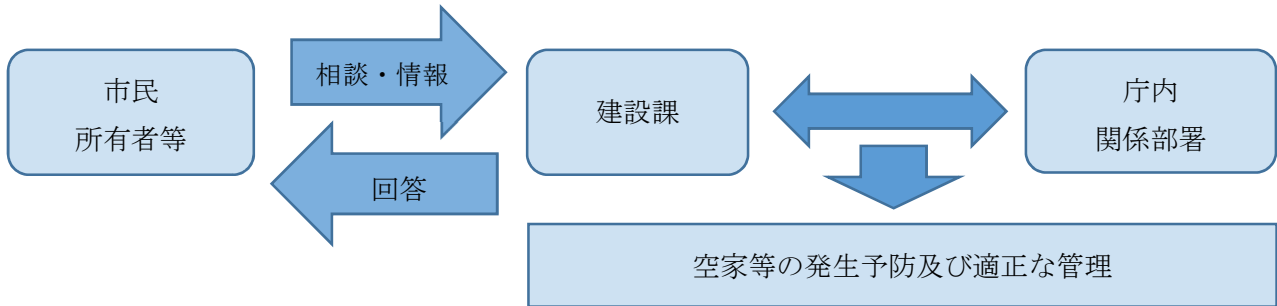 市民
所有者等
相談・情報
回答
建設課
庁内
関係部署
空家等の発生予防及び適正な管理